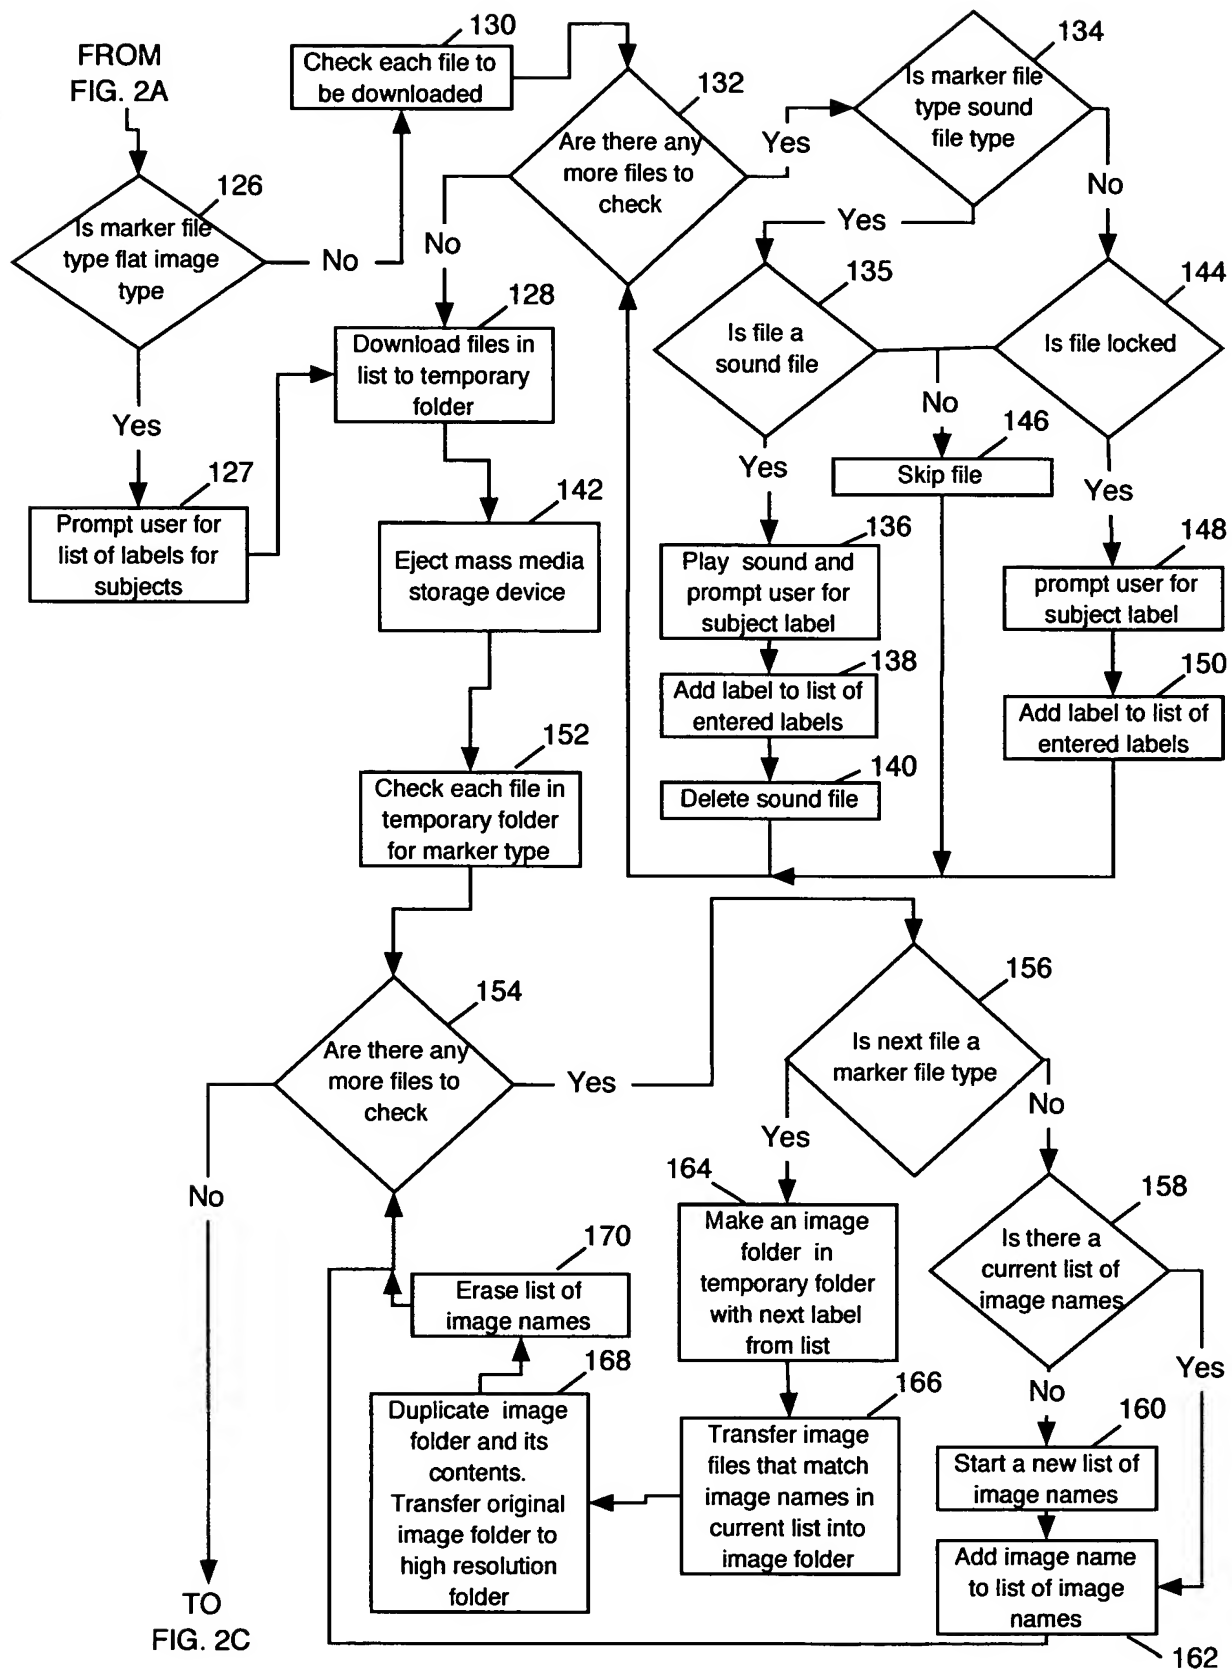 FROM
FIG. 2A
130
Check each file to
be downloaded
132
Are there any
more files to
check
Yes
134
Is marker file
type sound
file type
No
Yes
126
Is marker file
type flat image
type
No
No
128
Download files in
list to temporary
folder
135
Is file a
sound file
144
Is file locked
No
Yes
127
Prompt user for
list of labels for
subjects
142
Eject mass media
storage device
146
Skip file
Yes
Yes
136
Play sound and
prompt user for
subject label
148
prompt user for
subject label
138
Add label to list of
entered labels
150
Add label to list of
entered labels
140
Delete sound file
152
Check each file in
temporary folder
for marker type
154
Are there any
more files to
check
Yes
No
156
Is next file a
marker file type
No
Yes
158
Is there a
current list of
image names
Yes
No
164
Make an image
folder in
temporary folder
with next label
from list
170
Erase list of
image names
168
Duplicate image
folder and its
contents.
Transfer original
image folder to
high resolution
folder
166
Transfer image
files that match
image names in
current list into
image folder
160
Start a new list of
image names
Add image name
to list of image
names
162
TO
FIG. 2C